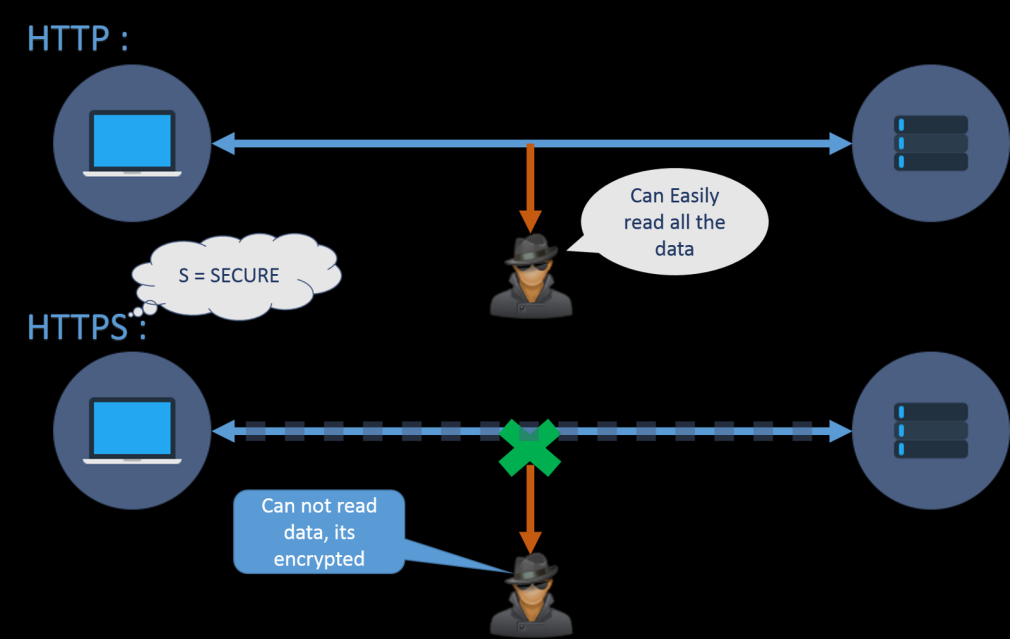 HTTP :
Can Easily
read all the
data
S = SECURE
HTTPS :
Can not read
data, its
encrypted